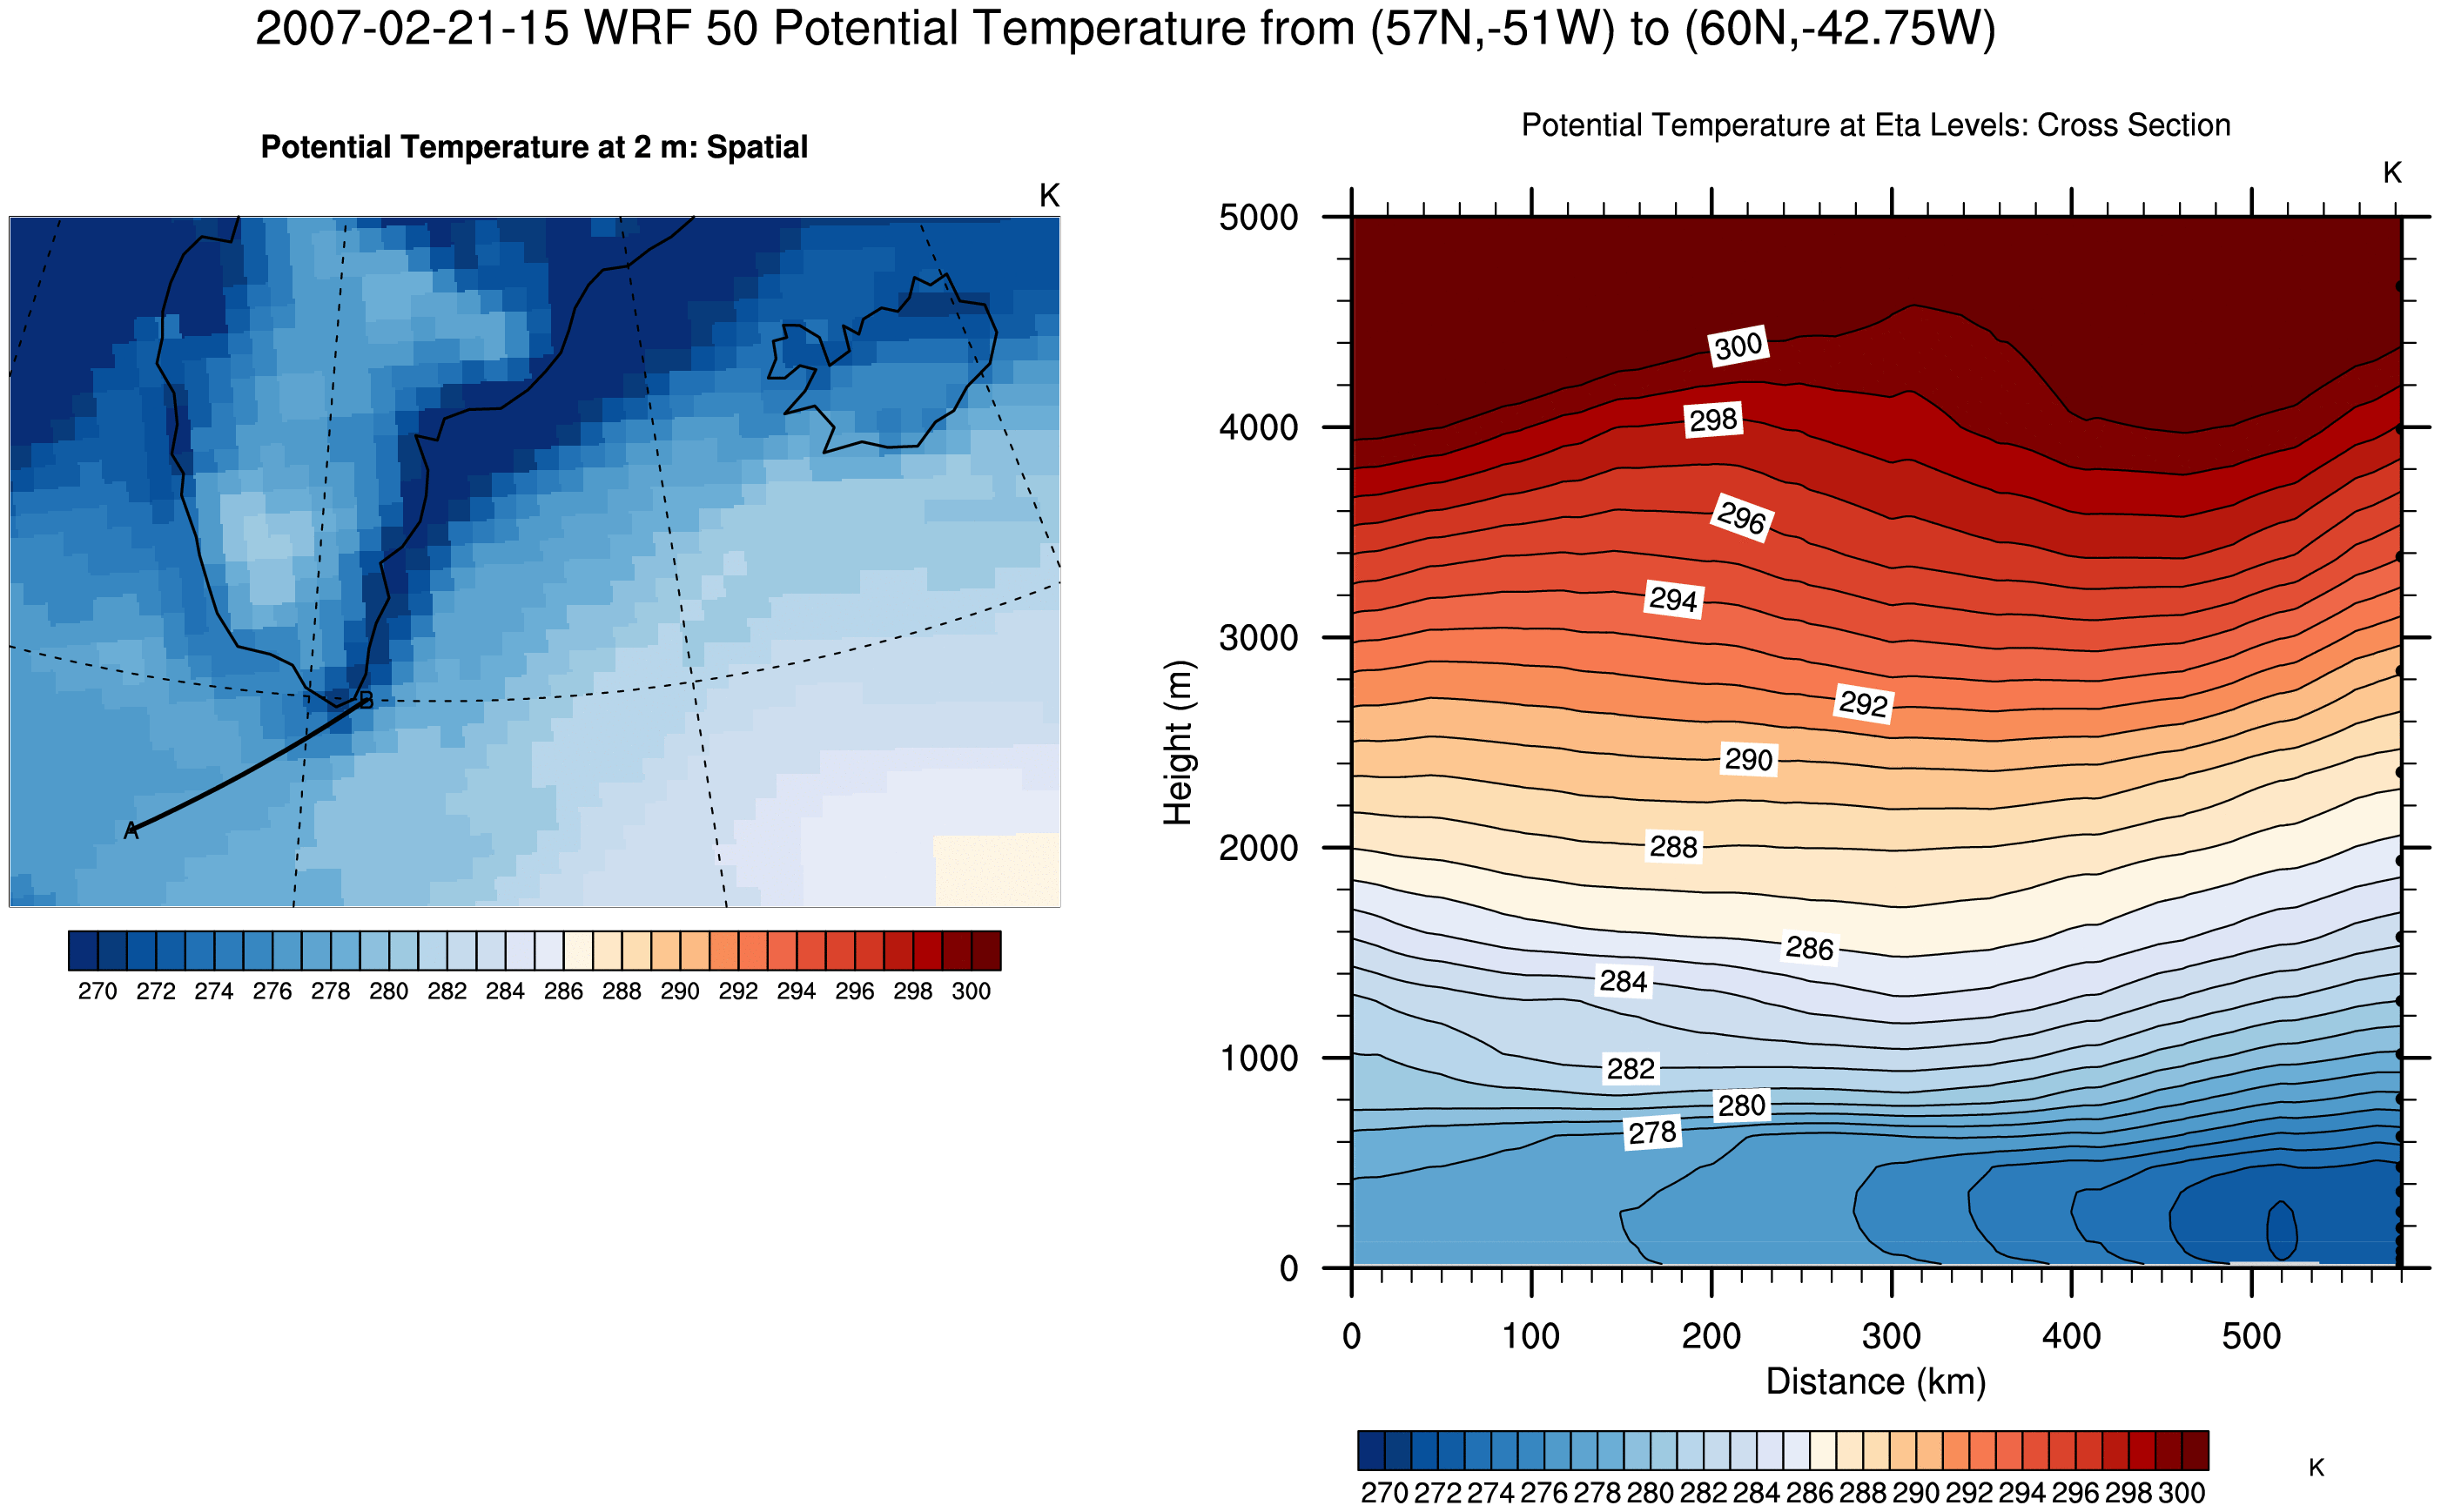 2007-02-21-15 WRF 50 Potential Temperature from (57N,-51W) to (60N,-42.75W)
Potential Temperature at 2 m: Spatial
K
A
B
270 272 274 276 278 280 282 284 286 288 290 292 294 296 298 300
Potential Temperature at Eta Levels: Cross Section
K
5000
4000
3000
2000
1000
0
Height (m)
300
298
296
294
292
290
288
286
284
282
280
278
0 100 200 300 400 500
Distance (km)
270 272 274 276 278 280 282 284 286 288 290 292 294 296 298 300
K